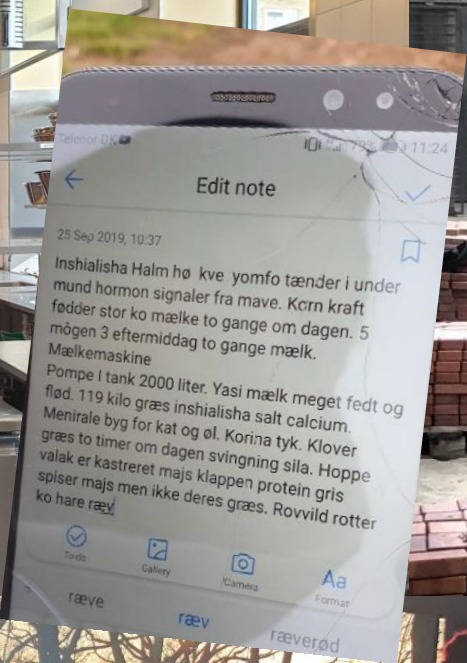 Telenor DK
79% 11:24
Edit note
25 Sep 2019, 10:37
Inshialisha Halm hø kve yomfo tænder i under
mund hormon signaler fra mave. Korn kraft
fødder stor ko mælke to gange om dagen. 5
mögen 3 eftermiddag to gange mælk.
Mælkemaskine
Pompe I tank 2000 liter. Yasi mælk meget fedt og
flød. 119 kilo græs inshialisha salt calcium.
Menirale byg for kat og øl. Korina tyk. Klover
græs to timer om dagen svingning sila. Hoppe
valak er kastreret majs klappen protein gris
spiser majs men ikke deres græs. Rovvild rotter
ko hare ræv
To-do Gallery Camera Format
Aa
ræve ræv ræverød